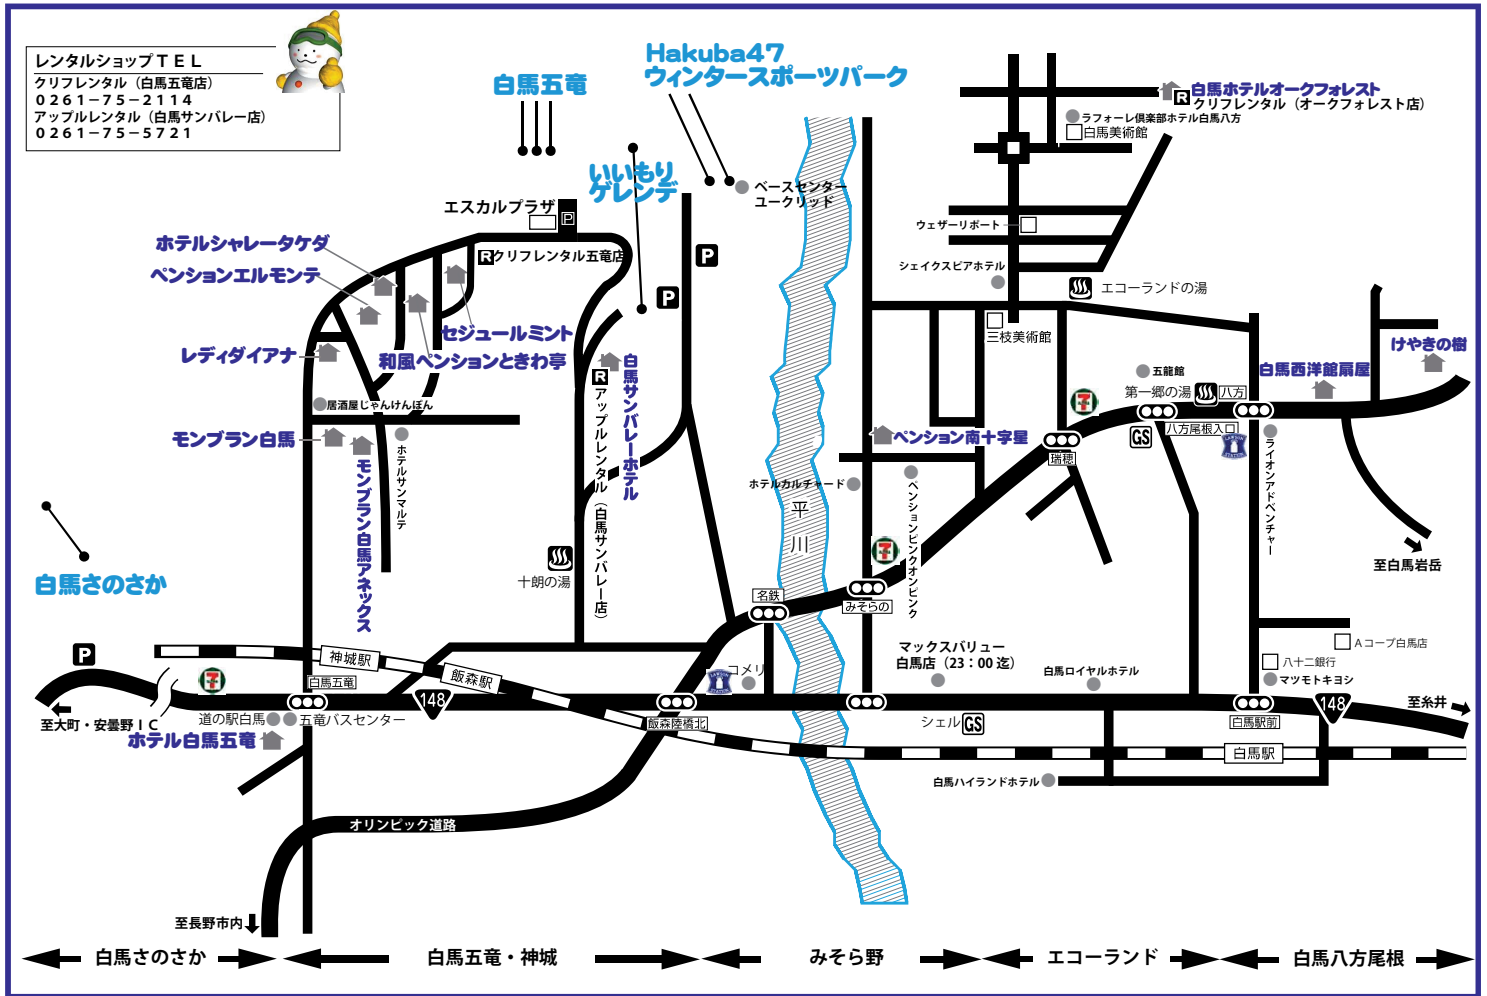 レンタルショップＴＥＬ
クリフレンタル（白馬五竜店）
０２６１－７５－２１１４
アップルレンタル（白馬サンバレー店）
０２６１－７５－５７２１
白馬五竜
Hakuba47
ウィンタースポーツパーク
いいもり
ゲレンデ
ベースセンター
ユークリッド
白馬ホテルオークフォレスト
R
クリフレンタル（オークフォレスト店）
ラフォーレ倶楽部ホテル白馬八方
白馬美術館
ウェザーリポート
シェイクスピアホテル
エコーランドの湯
三枝美術館
エスカルプラザ
P
R
クリフレンタル五竜店
P
P
ホテルシャレータケダ
ペンションエルモンテ
セジュールミント
和風ペンションときわ亭
レディダイアナ
居酒屋じゃんけんぽん
モンブラン白馬
モンブラン白馬アネックス
ホテルサンマルテ
白馬サンバレーホテル
R
アップルレンタル（白馬サンバレー店）
十朗の湯
けやきの樹
白馬西洋館扇屋
五龍館
第一郷の湯
八方
7
八方尾根入口
GS
瑞穂
ペンション南十字星
ホテルカルチャード
ペンションピンクオンピンク
ライオンアドベンチャー
至白馬岩岳
平川
7
みそらの
名鉄
白馬さのさか
P
7
神城駅
飯森駅
白馬五竜
148
コメリ
マックスバリュー
白馬店（23：00 迄）
白馬ロイヤルホテル
Ａコープ白馬店
八十二銀行
マツモトキヨシ
至糸井
至大町・安曇野ＩＣ
道の駅白馬
五竜バスセンター
ホテル白馬五竜
飯森陸橋北
シェル
GS
白馬駅前
148
白馬駅
白馬ハイランドホテル
オリンピック道路
至長野市内
白馬さのさか
白馬五竜・神城
みそら野
エコーランド
白馬八方尾根